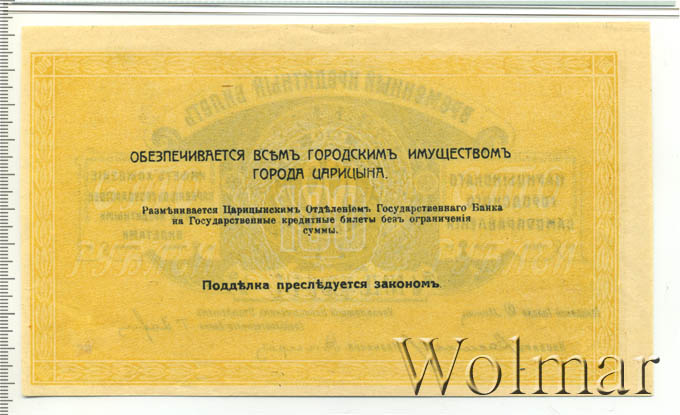 ОБЕЗПЕЧИВАЕТСЯ ВСѢМЪ ГОРОДСКИМЪ ИМУЩЕСТВОМЪ
ГОРОДА ЦАРИЦЫНА.
Размѣнивается Царицынскимъ Отдѣленіемъ Государственнаго Банка
на Государственные кредитные билеты безъ ограниченія
суммы.
Поддѣлка преслѣдуется закономъ.
Wolmar